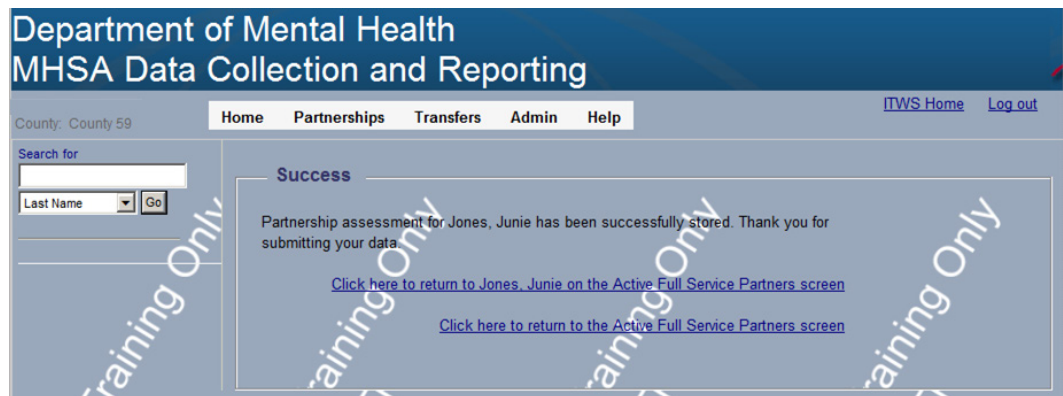 Department of Mental Health
MHSA Data Collection and Reporting
County: County 59
Home Partnerships Transfers Admin Help
ITWS Home Log out
Search for
Last Name Go
Success
Partnership assessment for Jones, Junie has been successfully stored. Thank you for
submitting your data.
Click here to return to Jones, Junie on the Active Full Service Partners screen
Click here to return to the Active Full Service Partners screen
Training Only
raining Only
raining Only
raining Only